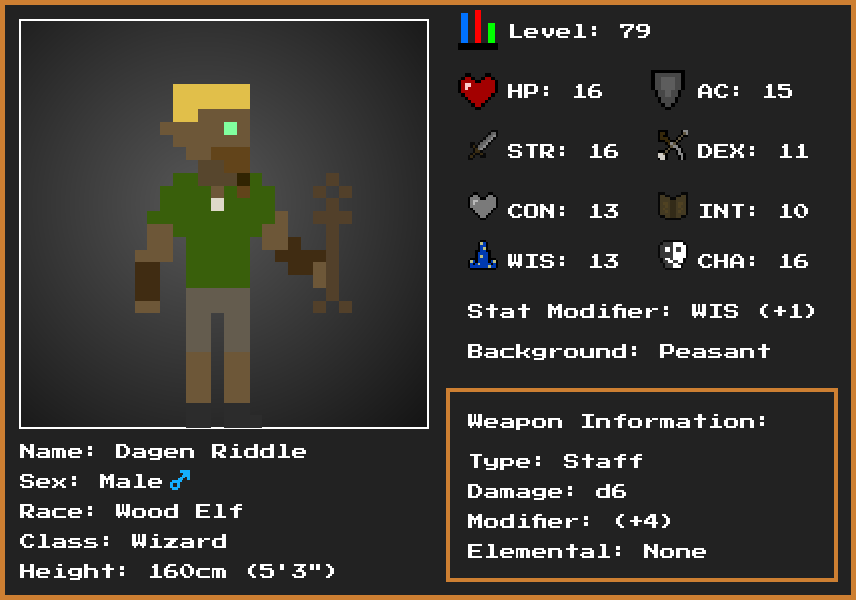 Level: 79
HP: 16
AC: 15
STR: 16
DEX: 11
CON: 13
INT: 10
WIS: 13
CHA: 16
Stat Modifier: WIS (+1)
Background: Peasant
Weapon Information:
Type: Staff
Damage: d6
Modifier: (+4)
Elemental: None
Name: Dagen Riddle
Sex: Male♂
Race: Wood Elf
Class: Wizard
Height: 160cm (5'3")